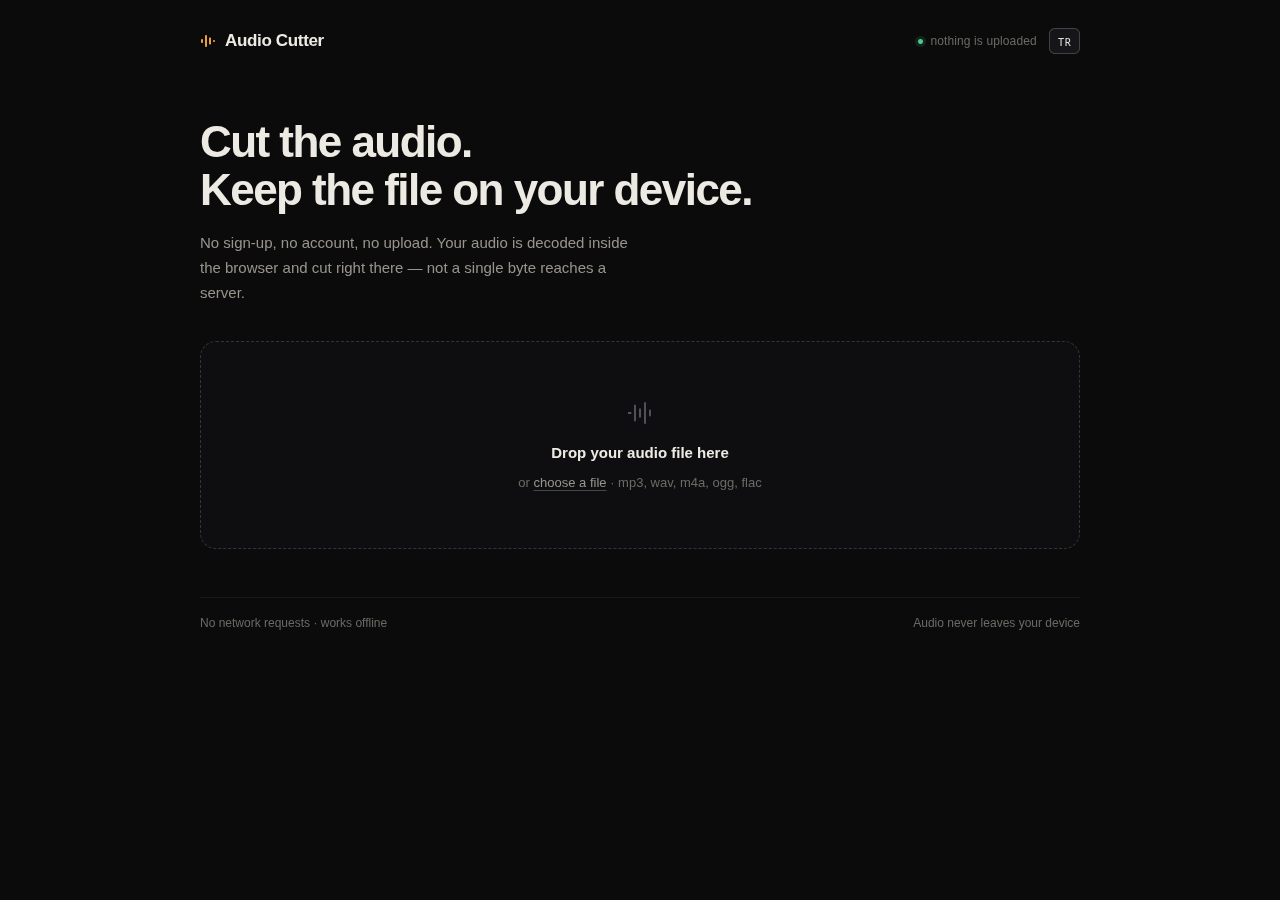 Audio Cutter
nothing is uploaded
TR
Cut the audio.
Keep the file on your device.
No sign-up, no account, no upload. Your audio is decoded inside
the browser and cut right there — not a single byte reaches a
server.
Drop your audio file here
or choose a file · mp3, wav, m4a, ogg, flac
No network requests · works offline
Audio never leaves your device